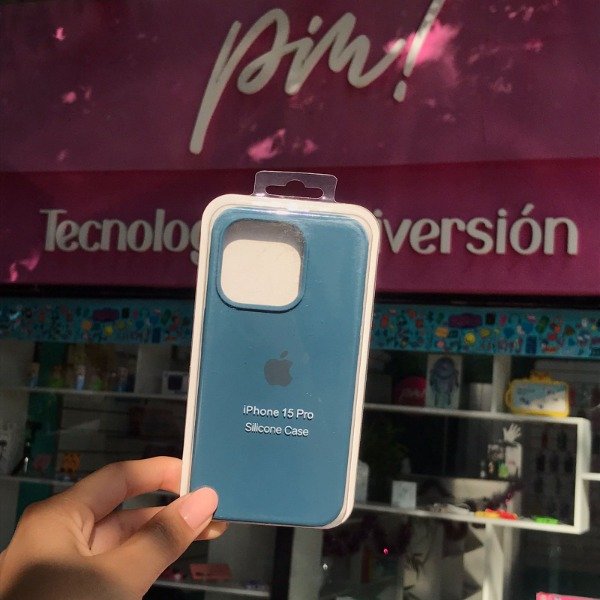 pim!
Tecnolog iversión
iPhone 15 Pro
Silicone Case